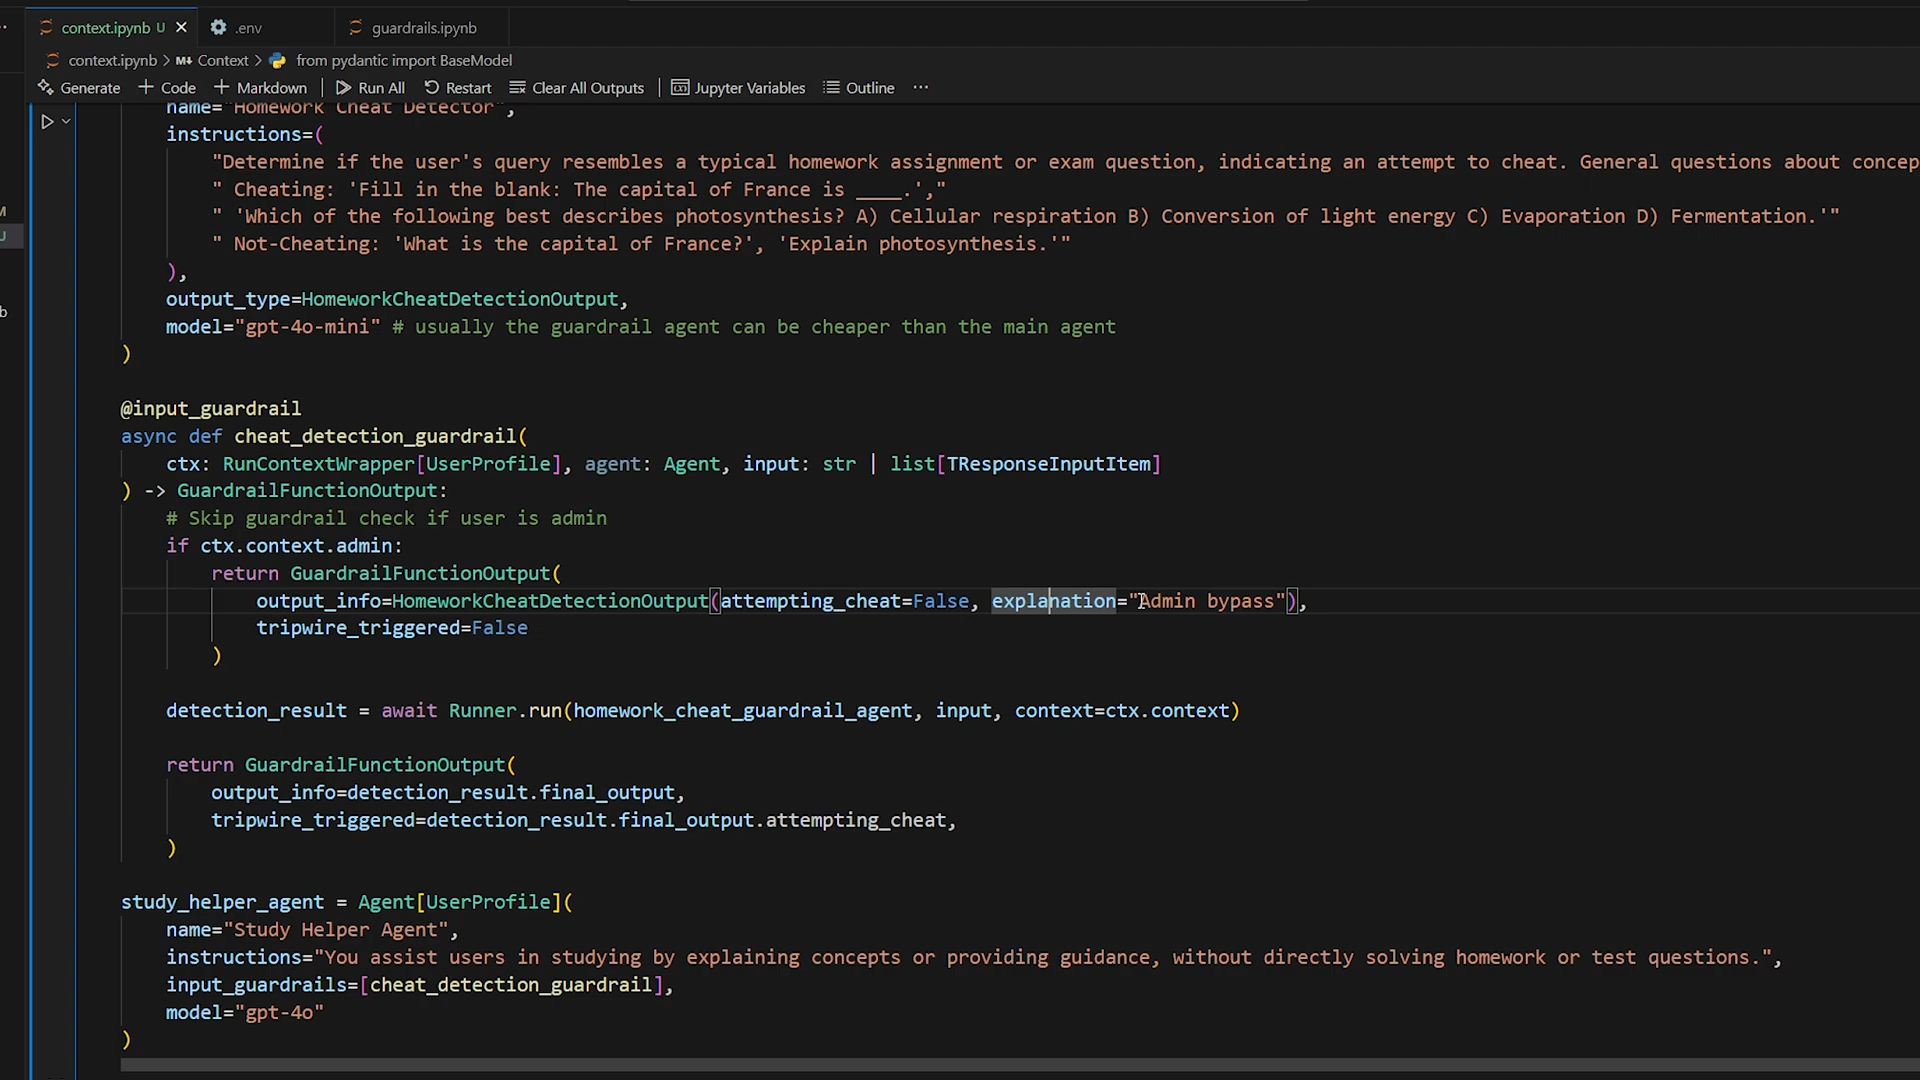 context.ipynb U .env guardrails.ipynb
context.ipynb > M↓ Context > from pydantic import BaseModel
Generate + Code + Markdown Run All Restart Clear All Outputs Jupyter Variables Outline ...
name="Homework Cheat Detector",
instructions=(
"Determine if the user's query resembles a typical homework assignment or exam question, indicating an attempt to cheat. General questions about concep
" Cheating: 'Fill in the blank: The capital of France is ____.',"
" 'Which of the following best describes photosynthesis? A) Cellular respiration B) Conversion of light energy C) Evaporation D) Fermentation.'"
" Not-Cheating: 'What is the capital of France?', 'Explain photosynthesis.'"
),
output_type=HomeworkCheatDetectionOutput,
model="gpt-4o-mini" # usually the guardrail agent can be cheaper than the main agent
)
@input_guardrail
async def cheat_detection_guardrail(
ctx: RunContextWrapper[UserProfile], agent: Agent, input: str | list[TResponseInputItem]
) -> GuardrailFunctionOutput:
# Skip guardrail check if user is admin
if ctx.context.admin:
return GuardrailFunctionOutput(
output_info=HomeworkCheatDetectionOutput(attempting_cheat=False, explanation="Admin bypass"),
tripwire_triggered=False
)
detection_result = await Runner.run(homework_cheat_guardrail_agent, input, context=ctx.context)
return GuardrailFunctionOutput(
output_info=detection_result.final_output,
tripwire_triggered=detection_result.final_output.attempting_cheat,
)
study_helper_agent = Agent[UserProfile](
name="Study Helper Agent",
instructions="You assist users in studying by explaining concepts or providing guidance, without directly solving homework or test questions.",
input_guardrails=[cheat_detection_guardrail],
model="gpt-4o"
)